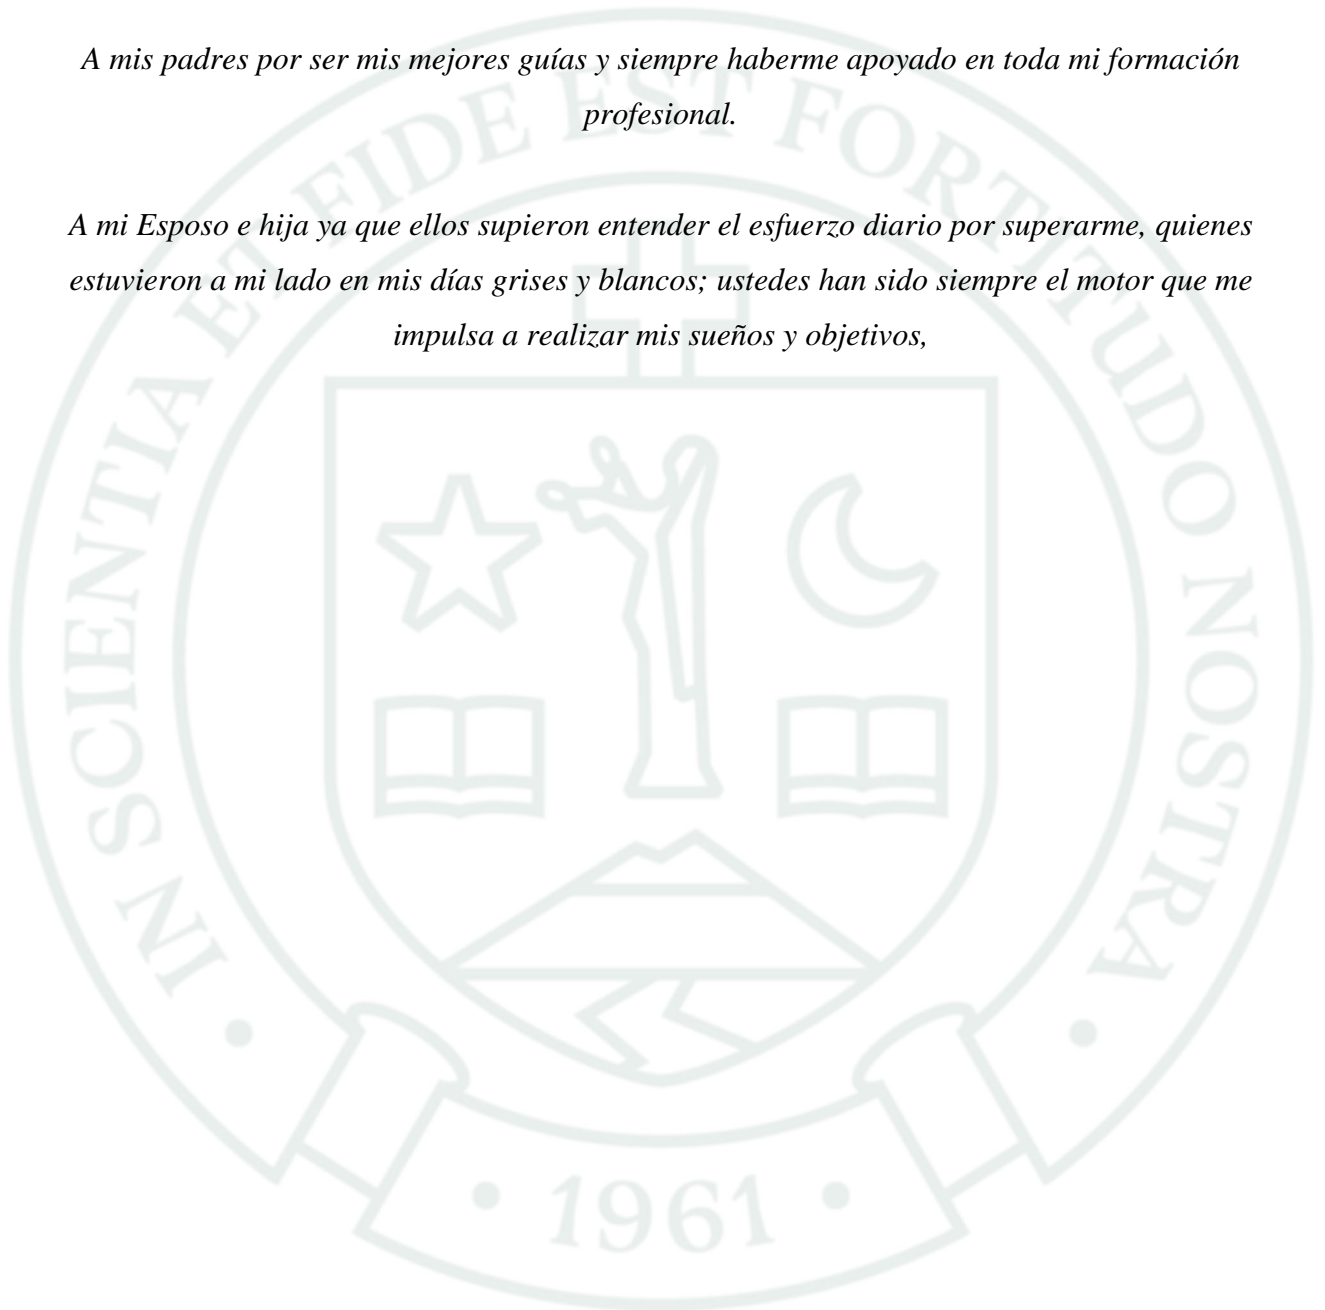 A mis padres por ser mis mejores guías y siempre haberme apoyado en toda mi formación
profesional.
A mi Esposo e hija ya que ellos supieron entender el esfuerzo diario por superarme, quienes
estuvieron a mi lado en mis días grises y blancos; ustedes han sido siempre el motor que me
impulsa a realizar mis sueños y objetivos,
IN SCIENTIA ET FIDE EST FORTITUDO NOSTRA
• 1961 •